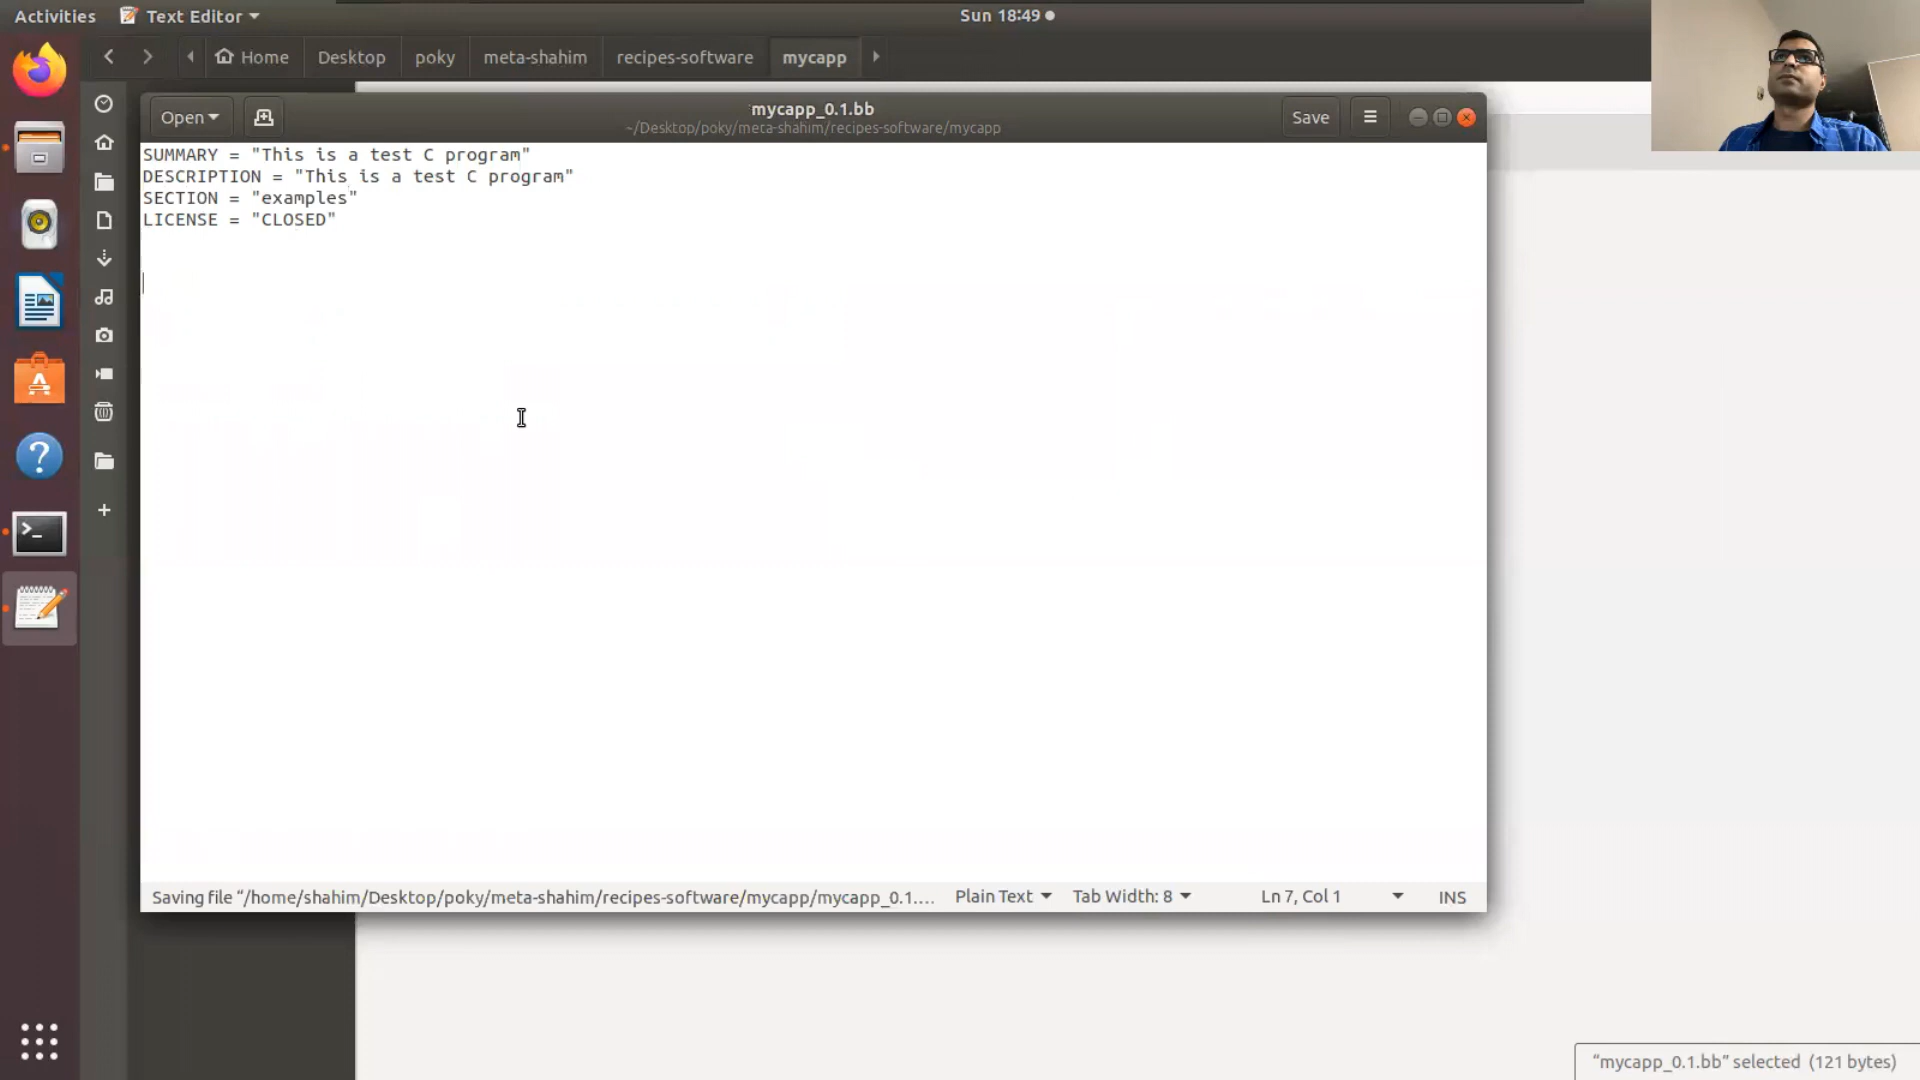 Activities Text Editor Sun 18:49
Home Desktop poky meta-shahim recipes-software mycapp
Open mycapp_0.1.bb Save
~/Desktop/poky/meta-shahim/recipes-software/mycapp
SUMMARY = "This is a test C program"
DESCRIPTION = "This is a test C program"
SECTION = "examples"
LICENSE = "CLOSED"
Saving file “/home/shahim/Desktop/poky/meta-shahim/recipes-software/mycapp/mycapp_0.1.… Plain Text Tab Width: 8 Ln 7, Col 1 INS
“mycapp_0.1.bb” selected (121 bytes)